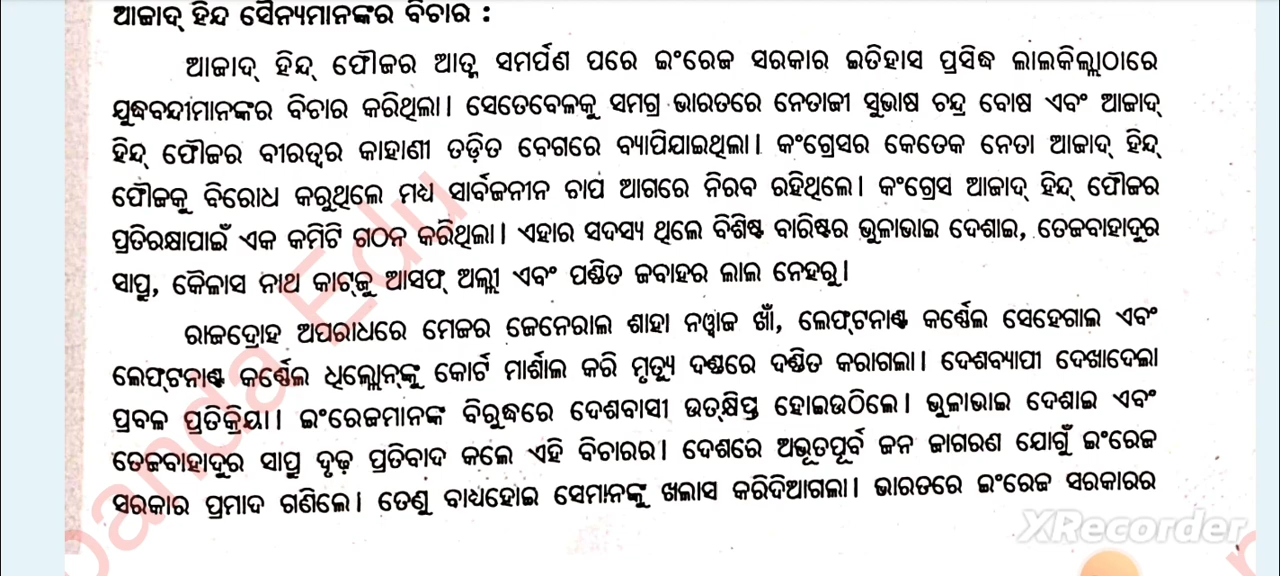 ଆଜାଦ୍ ହିନ୍ଦ ସୈନ୍ୟମାନଙ୍କର ବିଚାର :
ଆଜାଦ୍ ହିନ୍ଦ୍ ଫୌଜର ଆତ୍ମ ସମର୍ପଣ ପରେ ଇଂରେଜ ସରକାର ଇତିହାସ ପ୍ରସିଦ୍ଧ ଲାଲକିଲ୍ଲାଠାରେ
ଯୁଦ୍ଧବନ୍ଦୀମାନଙ୍କର ବିଚାର କରିଥିଲା । ସେତେବେଳକୁ ସମଗ୍ର ଭାରତରେ ନେତାଜୀ ସୁଭାଷ ଚନ୍ଦ୍ର ବୋଷ ଏବଂ ଆଜାଦ୍
ହିନ୍ଦ୍ ଫୌଜର ବୀରତ୍ୱର କାହାଣୀ ତଡ଼ିତ ବେଗରେ ବ୍ୟାପିଯାଇଥିଲା । କଂଗ୍ରେସର କେତେକ ନେତା ଆଜାଦ୍ ହିନ୍ଦ୍
ଫୌଜକୁ ବିରୋଧ କରୁଥିଲେ ମଧ୍ୟ ସାର୍ବଜନୀନ ଚାପ ଆଗରେ ନିରବ ରହିଥିଲେ । କଂଗ୍ରେସ ଆଜାଦ୍ ହିନ୍ଦ୍ ଫୌଜର
ପ୍ରତିରକ୍ଷାପାଇଁ ଏକ କମିଟି ଗଠନ କରିଥିଲା । ଏହାର ସଦସ୍ୟ ଥିଲେ ବିଶିଷ୍ଟ ବାରିଷ୍ଟର ଭୁଳାଭାଇ ଦେଶାଇ, ତେଜବାହାଦୁର
ସାପ୍ରୁ, କୈଳାସ ନାଥ କାଟ୍‌ଜୁ ଆସଫ୍ ଅଲ୍ଲୀ ଏବଂ ପଣ୍ଡିତ ଜବାହର ଲାଲ ନେହରୁ ।
ରାଜଦ୍ରୋହ ଅପରାଧରେ ମେଜର ଜେନେରାଲ ଶାହା ନୱାଜ ଖାଁ, ଲେଫ୍‌ଟନାଣ୍ଟ କର୍ଣ୍ଣେଲ ସେହେଗାଲ ଏବଂ
ଲେଫ୍‌ଟନାଣ୍ଟ କର୍ଣ୍ଣେଲ ଧିଲ୍ଲୋନ୍‌ଙ୍କୁ କୋର୍ଟ ମାର୍ଶାଲ କରି ମୃତ୍ୟୁ ଦଣ୍ଡରେ ଦଣ୍ଡିତ କରାଗଲା । ଦେଶବ୍ୟାପୀ ଦେଖାଦେଲା
ପ୍ରବଳ ପ୍ରତିକ୍ରିୟା । ଇଂରେଜମାନଙ୍କ ବିରୁଦ୍ଧରେ ଦେଶବାସୀ ଉତ୍‌କ୍ଷିପ୍ତ ହୋଇଉଠିଲେ । ଭୁଳାଭାଇ ଦେଶାଇ ଏବଂ
ତେଜବାହାଦୁର ସାପ୍ରୁ ଦୃଢ଼ ପ୍ରତିବାଦ କଲେ ଏହି ବିଚାରର । ଦେଶରେ ଅଭୂତପୂର୍ବ ଜନ ଜାଗରଣ ଯୋଗୁଁ ଇଂରେଜ
ସରକାର ପ୍ରମାଦ ଗଣିଲେ । ତେଣୁ ବାଧ୍ୟହୋଇ ସେମାନଙ୍କୁ ଖଲାସ କରିଦିଆଗଲା । ଭାରତରେ ଇଂରେଜ ସରକାରର
XRecorder
panda Edu